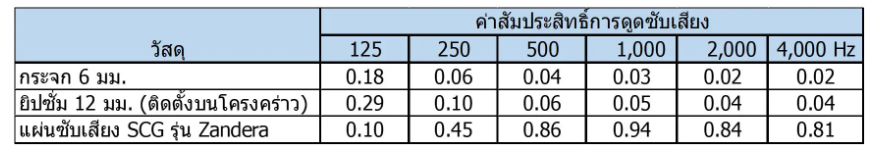 ค่าสัมประสิทธิ์การดูดซับเสียง
วัสดุ 125 250 500 1,000 2,000 4,000 Hz
กระจก 6 มม. 0.18 0.06 0.04 0.03 0.02 0.02
ยิปซั่ม 12 มม. (ติดตั้งบนโครงคร่าว) 0.29 0.10 0.06 0.05 0.04 0.04
แผ่นซับเสียง SCG รุ่น Zandera 0.10 0.45 0.86 0.94 0.84 0.81